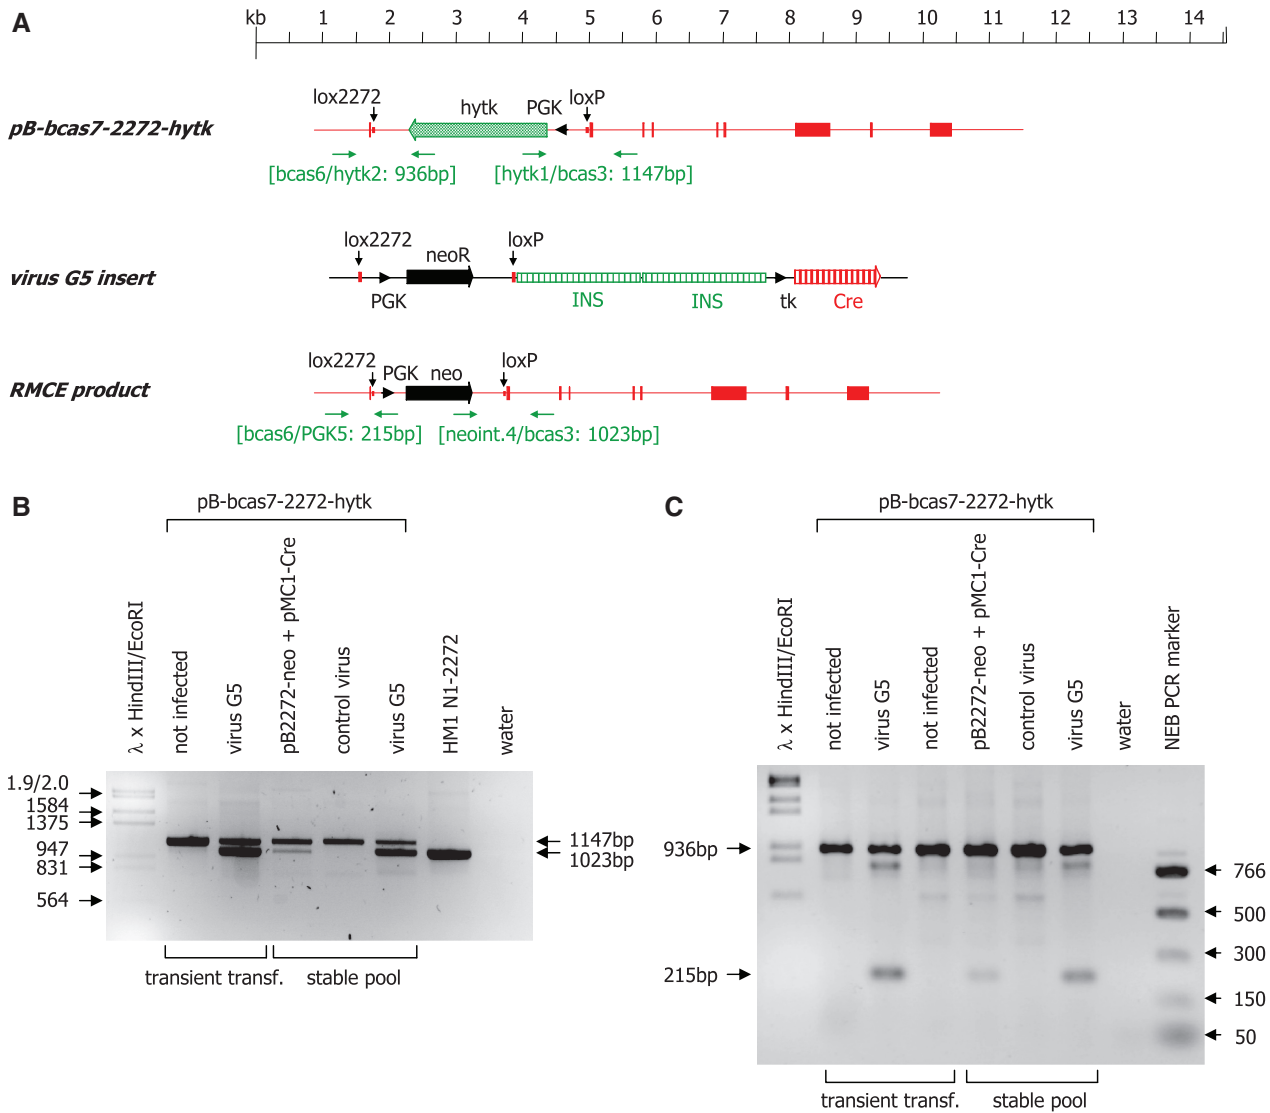 A
kb 1 2 3 4 5 6 7 8 9 10 11 12 13 14
lox2272 hytk PGK loxP
pB-bcas7-2272-hytk
[bcas6/hytk2: 936bp] [hytk1/bcas3: 1147bp]
lox2272 neoR loxP
virus G5 insert
PGK INS INS tk Cre
lox2272 PGK neo loxP
RMCE product
[bcas6/PGK5: 215bp] [neoint.4/bcas3: 1023bp]
B
pB-bcas7-2272-hytk
λ x HindIII/EcoRI
not infected
virus G5
pB2272-neo + pMC1-Cre
control virus
virus G5
HM1 N1-2272
water
1.9/2.0
1584
1375
947
831
564
1147bp
1023bp
transient transf. stable pool
C
pB-bcas7-2272-hytk
λ x HindIII/EcoRI
not infected
virus G5
not infected
pB2272-neo + pMC1-Cre
control virus
virus G5
water
NEB PCR marker
936bp
215bp
766
500
300
150
50
transient transf. stable pool